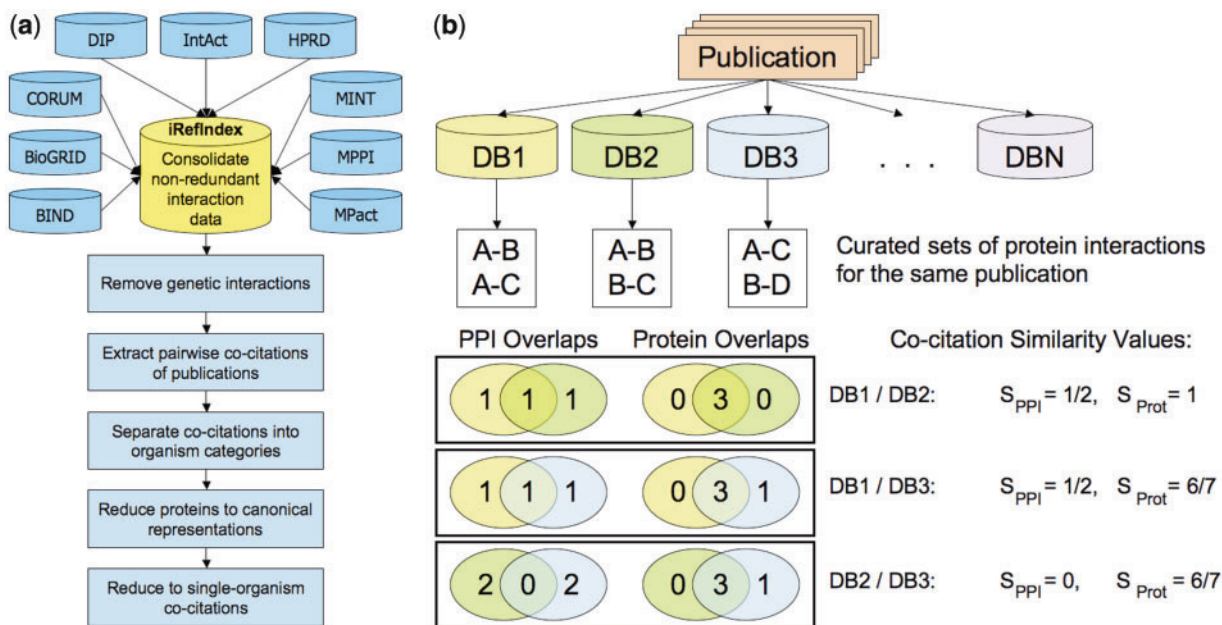 (a)
DIP
IntAct
HPRD
CORUM
MINT
BioGRID
MPPI
BIND
MPact
iRefIndex
Consolidate
non-redundant
interaction
data
Remove genetic interactions
Extract pairwise co-citations
of publications
Separate co-citations into
organism categories
Reduce proteins to canonical
representations
Reduce to single-organism
co-citations
(b)
Publication
DB1
DB2
DB3
. . .
DBN
A-B
A-C
A-B
B-C
A-C
B-D
Curated sets of protein interactions
for the same publication
PPI Overlaps
Protein Overlaps
Co-citation Similarity Values:
1 1 1
0 3 0
DB1 / DB2: S PPI = 1/2, S Prot = 1
1 1 1
0 3 1
DB1 / DB3: S PPI = 1/2, S Prot = 6/7
2 0 2
0 3 1
DB2 / DB3: S PPI = 0, S Prot = 6/7